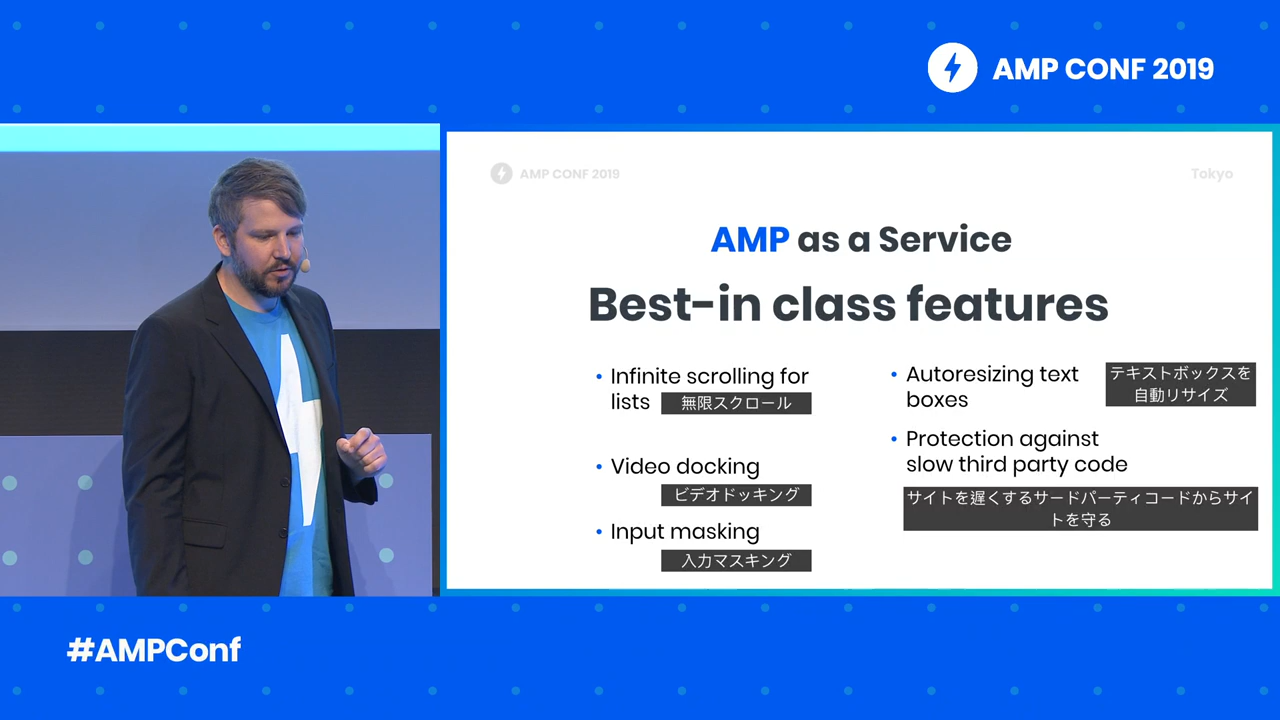 AMP CONF 2019
AMP CONF 2019
Tokyo
AMP as a Service
Best-in class features
• Infinite scrolling for
lists
無限スクロール
• Video docking
ビデオドッキング
• Input masking
入力マスキング
• Autoresizing text
boxes
テキストボックスを
自動リサイズ
• Protection against
slow third party code
サイトを遅くするサードパーティコードからサイ
トを守る
#AMPConf